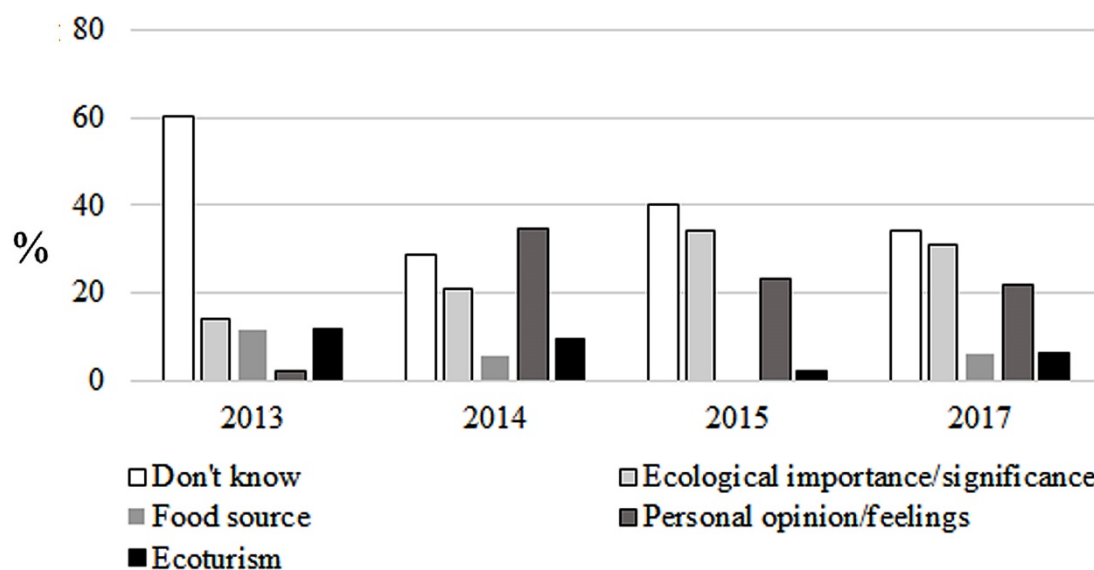 80
60
40
20
0
%
2013 2014 2015 2017
Don't know Ecological importance/significance
Food source Personal opinion/feelings
Ecoturism